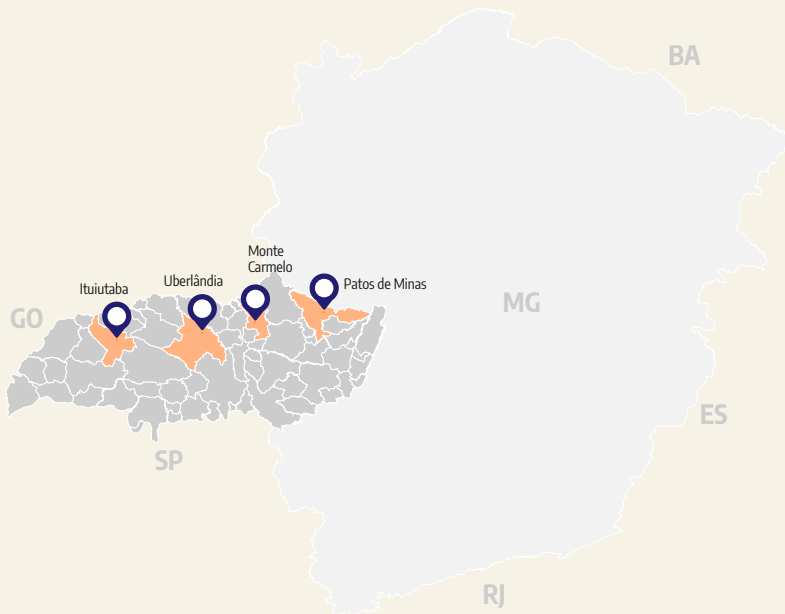 BA
Monte
Carmelo
Ituiutaba
Uberlândia
Patos de Minas
GO
MG
ES
SP
RJ